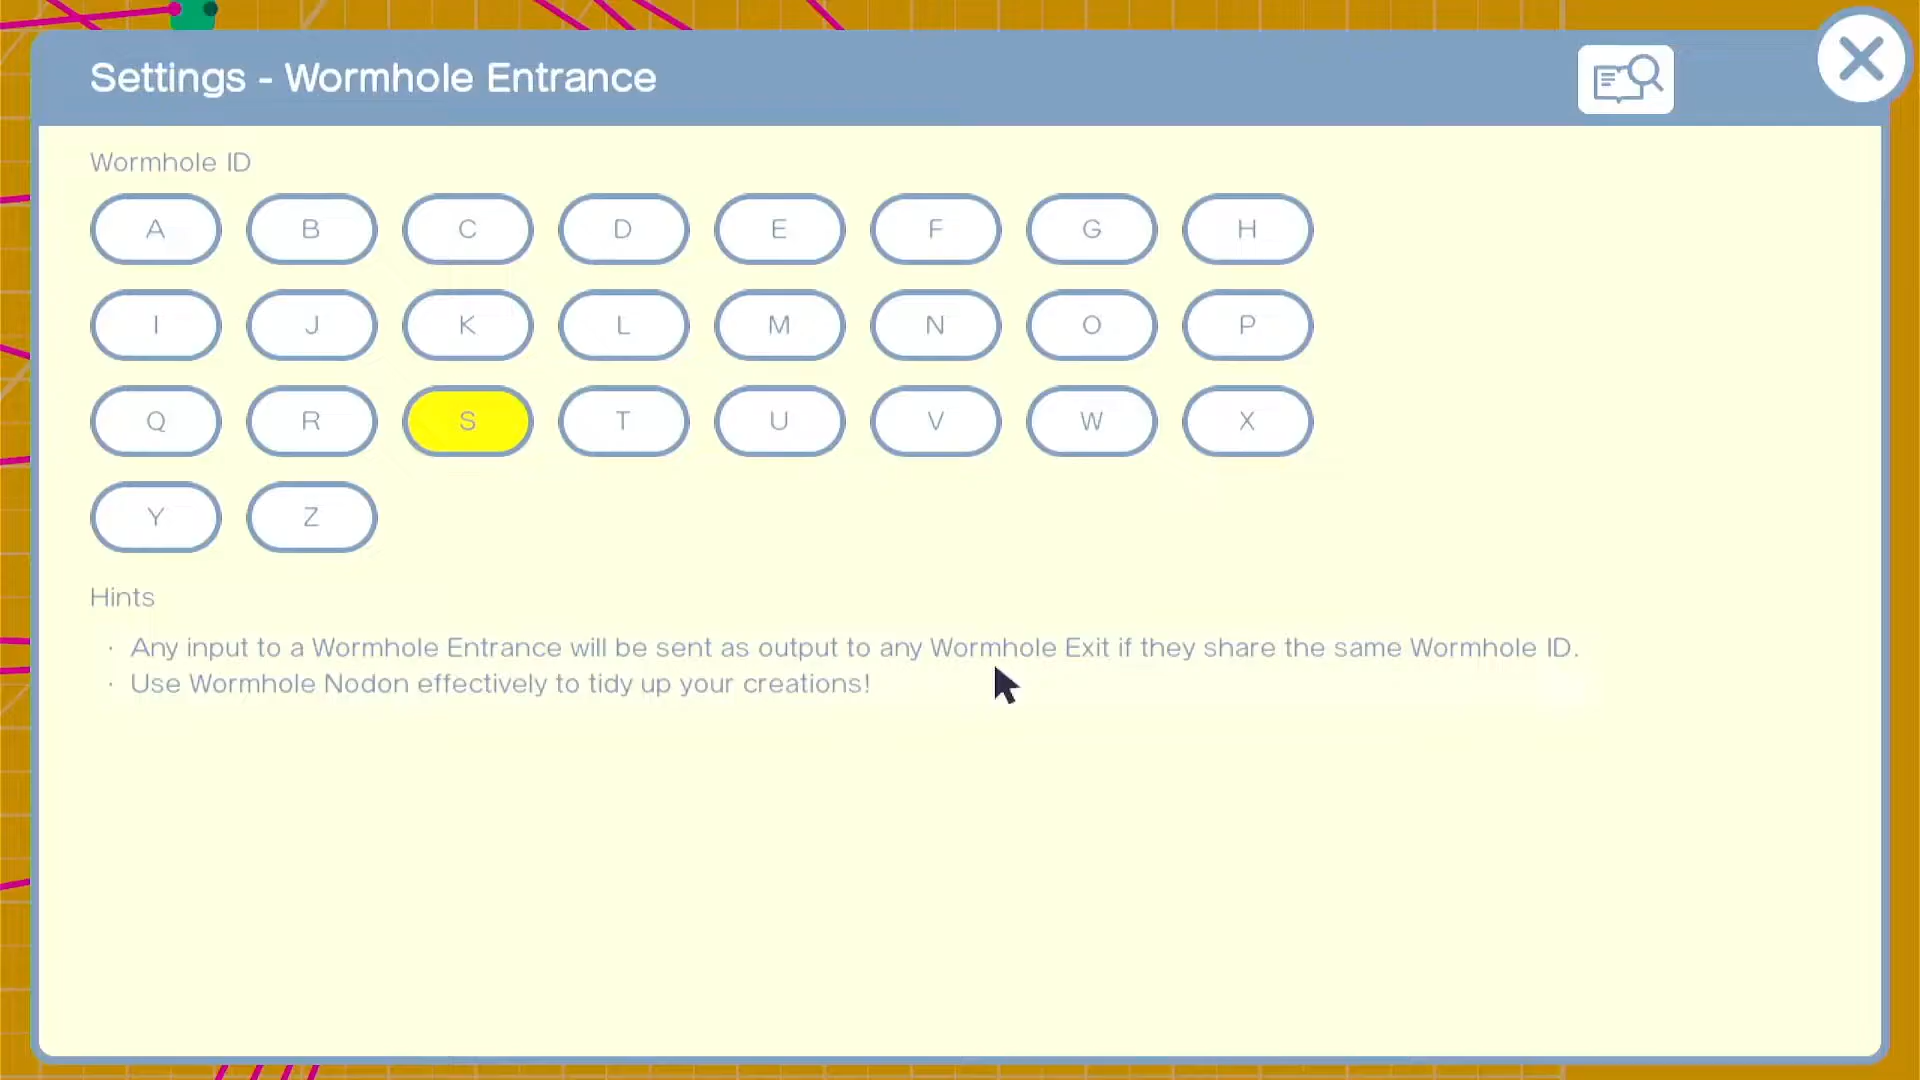 Settings - Wormhole Entrance
Wormhole ID
A B C D E F G H
I J K L M N O P
Q R S T U V W X
Y Z
Hints
· Any input to a Wormhole Entrance will be sent as output to any Wormhole Exit if they share the same Wormhole ID.
· Use Wormhole Nodon effectively to tidy up your creations!